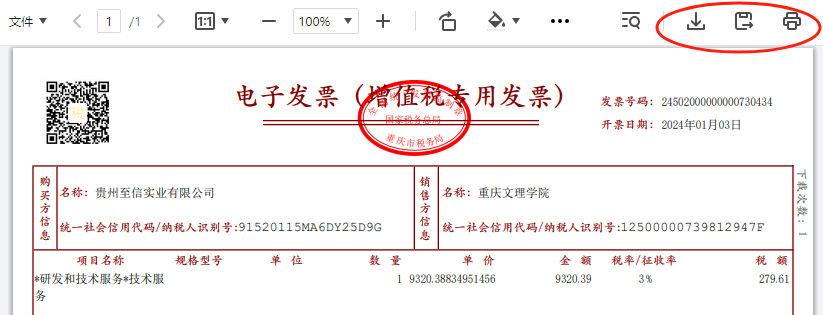 文件 1 /1 1:1 100%
电子发票（增值税专用发票）
国家税务总局
重庆市税务局
发票号码：24502000000000730434
开票日期：2024年01月03日
购买方信息
名称：贵州至信实业有限公司
统一社会信用代码/纳税人识别号:91520115MA6DY25D9G
销售方信息
名称：重庆文理学院
统一社会信用代码/纳税人识别号:12500000739812947F
下载次数：1
项目名称 规格型号 单位 数量 单价 金额 税率/征收率 税额
*研发和技术服务*技术服 1 9320.38834951456 9320.39 3% 279.61
务